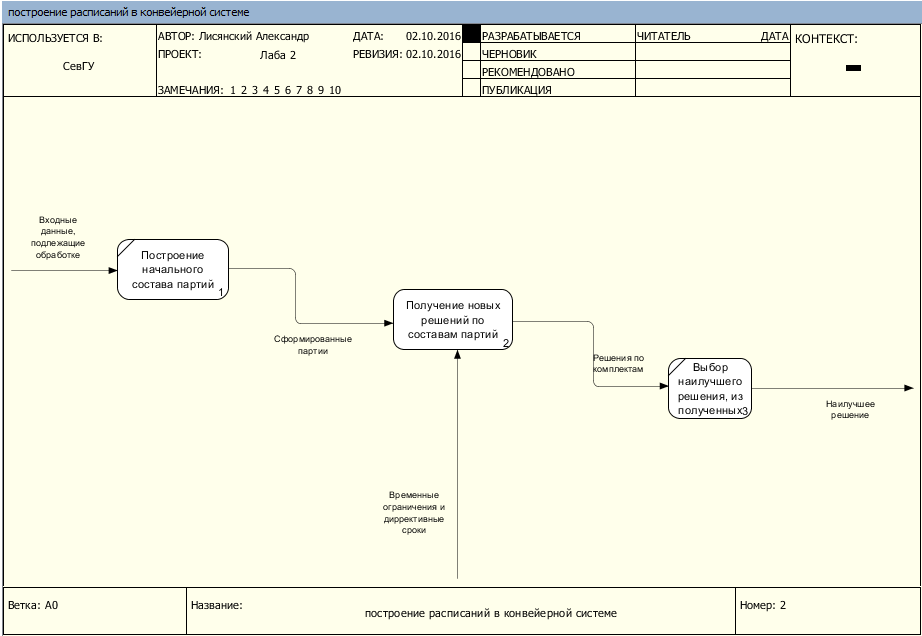 построение расписаний в конвейерной системе
ИСПОЛЬЗУЕТСЯ В:
СевГУ
АВТОР: Лисянский Александр
ДАТА: 02.10.2016
ПРОЕКТ: Лаба 2
РЕВИЗИЯ: 02.10.2016
ЗАМЕЧАНИЯ: 1 2 3 4 5 6 7 8 9 10
РАЗРАБАТЫВАЕТСЯ
ЧЕРНОВИК
РЕКОМЕНДОВАНО
ПУБЛИКАЦИЯ
ЧИТАТЕЛЬ ДАТА
КОНТЕКСТ:
Входные
данные,
подлежащие
обработке
Построение
начального
состава партий
1
Сформированные
партии
Получение новых
решений по
составам партий
2
Решения по
комплектам
Выбор
наилучшего
решения, из
полученных3
Наилучшее
решение
Временные
ограничения и
диррективные
сроки
Ветка: A0
Название:
построение расписаний в конвейерной системе
Номер: 2